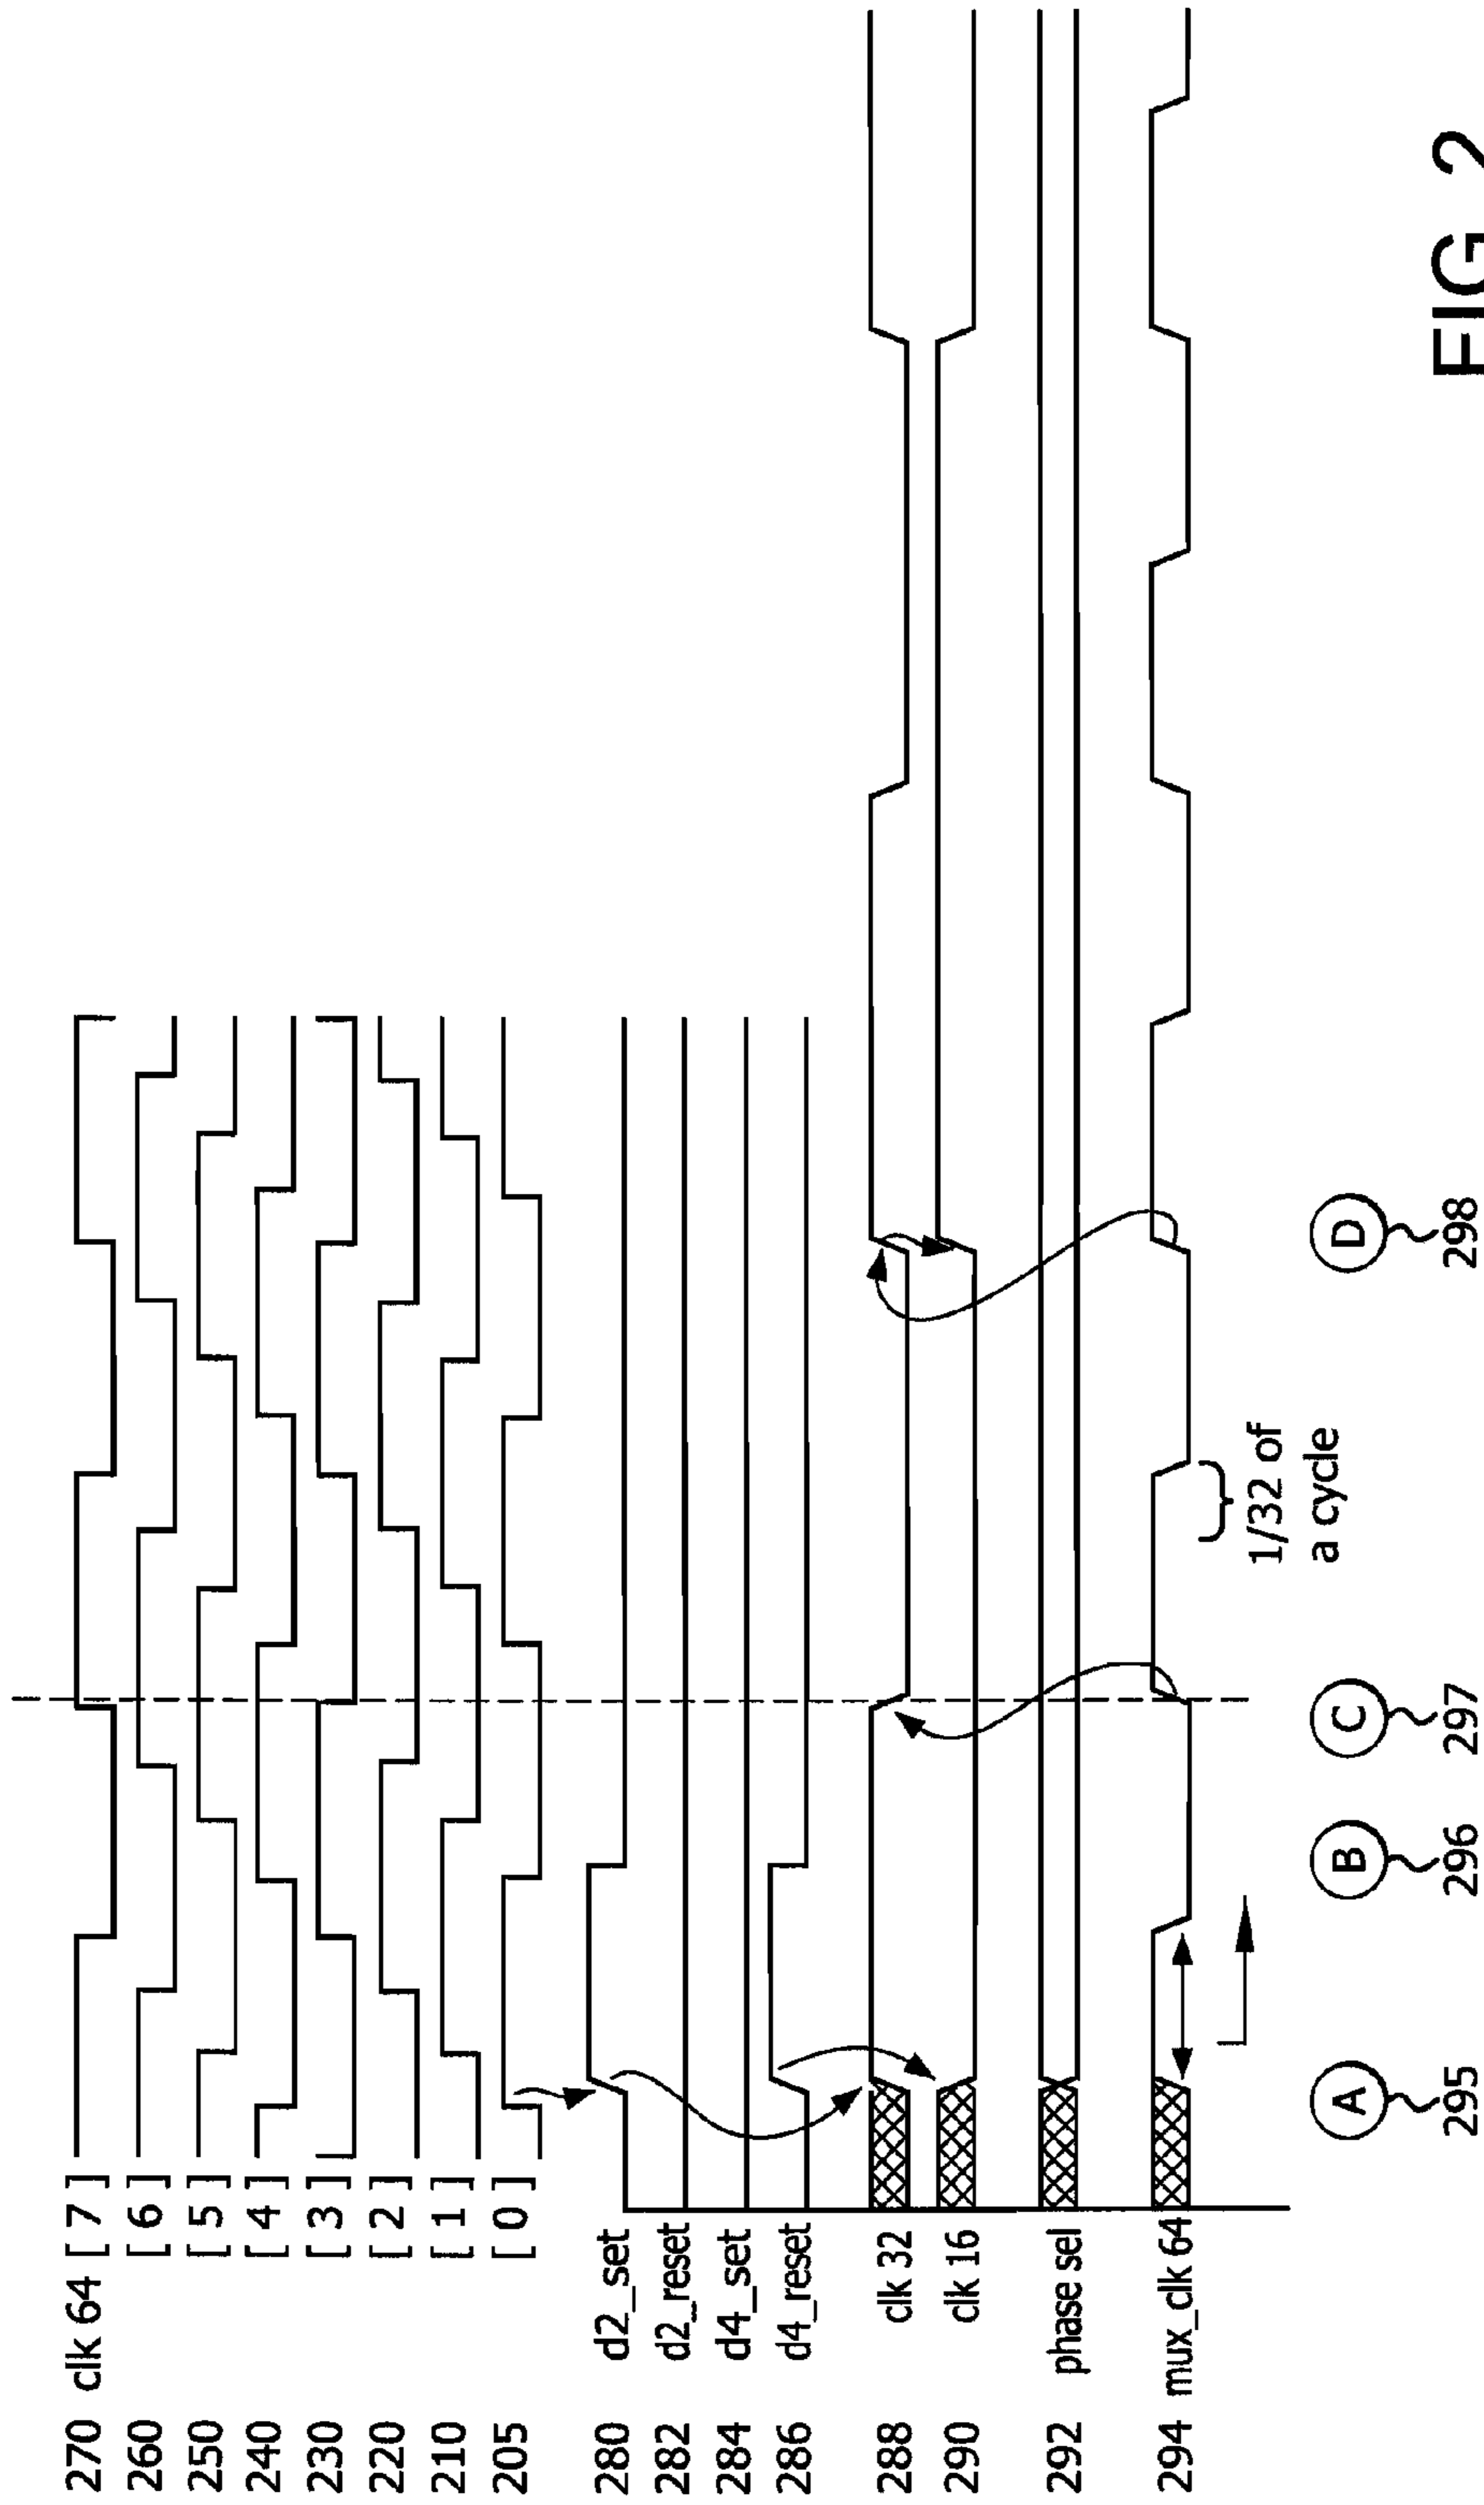 270 clk 64 [ 7 ]
260 [ 6 ]
250 [ 5 ]
240 [ 4 ]
230 [ 3 ]
220 [ 2 ]
210 [ 1 ]
205 [ 0 ]
280 d2_set
282 d2_reset
284 d4_set
286 d4_reset
288 clk 32
290 clk 16
292 phase sel
294 mux_clk 64
1/32 of
a cycle
A B C D
295 296 297 298
FIG 2